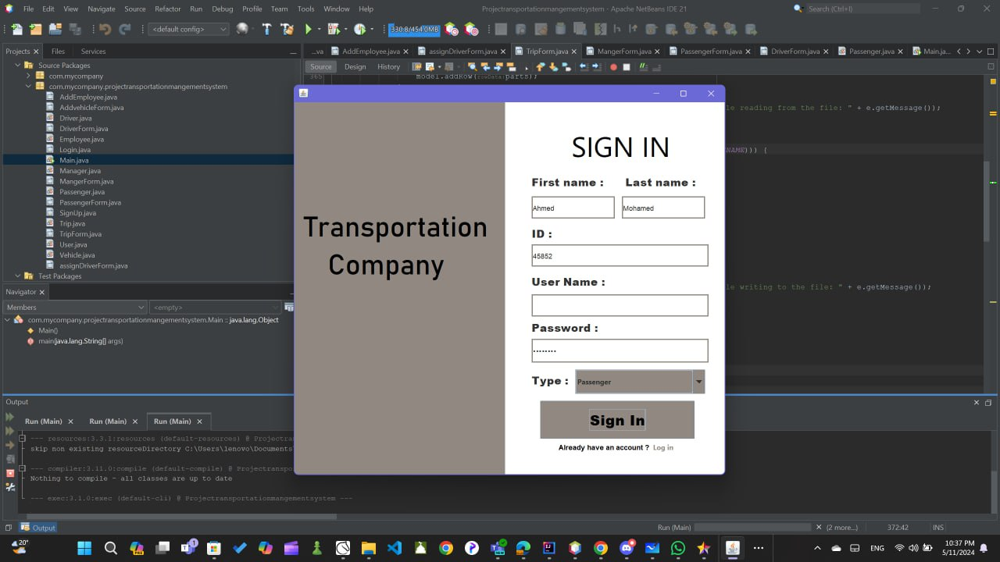 File Edit View Navigate Source Refactor Run Debug Profile Team Tools Window Help
Projectransportationmangementsystem - Apache NetBeans IDE 21
Search (Ctrl+I)
<default config>
330.8/454.0MB
Projects Files Services
...va AddEmployee.java assignDriverForm.java TripForm.java MangerForm.java PassengerForm.java DriverForm.java Passenger.java Main.ja...
Source Design History
365 model.addRow(rowData:parts);
Source Packages
com.mycompany
com.mycompany.projectransportationmangementsystem
AddEmployee.java
AddvehicleForm.java
Driver.java
DriverForm.java
Employee.java
Login.java
Main.java
Manager.java
MangerForm.java
Passenger.java
PassengerForm.java
SignUp.java
Trip.java
TripForm.java
User.java
Vehicle.java
assignDriverForm.java
Test Packages
le reading from the file: " + e.getMessage());
NAME))) {
le writing to the file: " + e.getMessage());
Navigator
Members
<empty>
com.mycompany.projectransportationmangementsystem.Main :: java.lang.Object
Main()
main(java.lang.String[] args)
Transportation
Company
SIGN IN
First name : Last name :
Ahmed Mohamed
ID :
45852
User Name :
Password :
Type : Passenger
Sign In
Already have an account ? Log in
Output
Run (Main) Run (Main) Run (Main)
--- resources:3.3.1:resources (default-resources) @ Projectrans
skip non existing resourceDirectory C:\Users\lenovo\Documents
--- compiler:3.11.0:compile (default-compile) @ Projectranspor
Nothing to compile - all classes are up to date
--- exec:3.1.0:exec (default-cli) @ Projectransportationmangementsystem ---
Output
Run (Main) (2 more...) 372:42 INS
20°
ENG
10:37 PM
5/11/2024